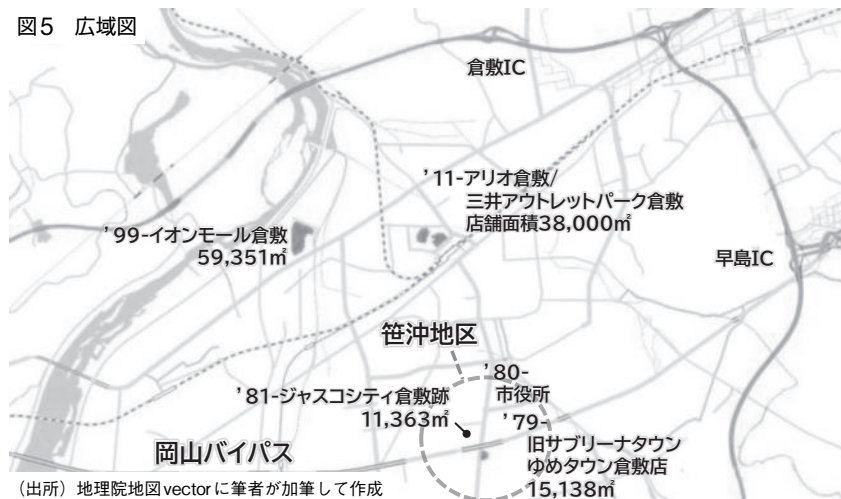 図5 広域図
倉敷IC
’11-アリオ倉敷/
三井アウトレットパーク倉敷
店舗面積38,000㎡
’99-イオンモール倉敷
59,351㎡
早島IC
笹沖地区
’80-
市役所
’81-ジャスコシティ倉敷跡
11,363㎡
’79-
旧サブリーナタウン
ゆめタウン倉敷店
15,138㎡
岡山バイパス
（出所）地理院地図vectorに筆者が加筆して作成